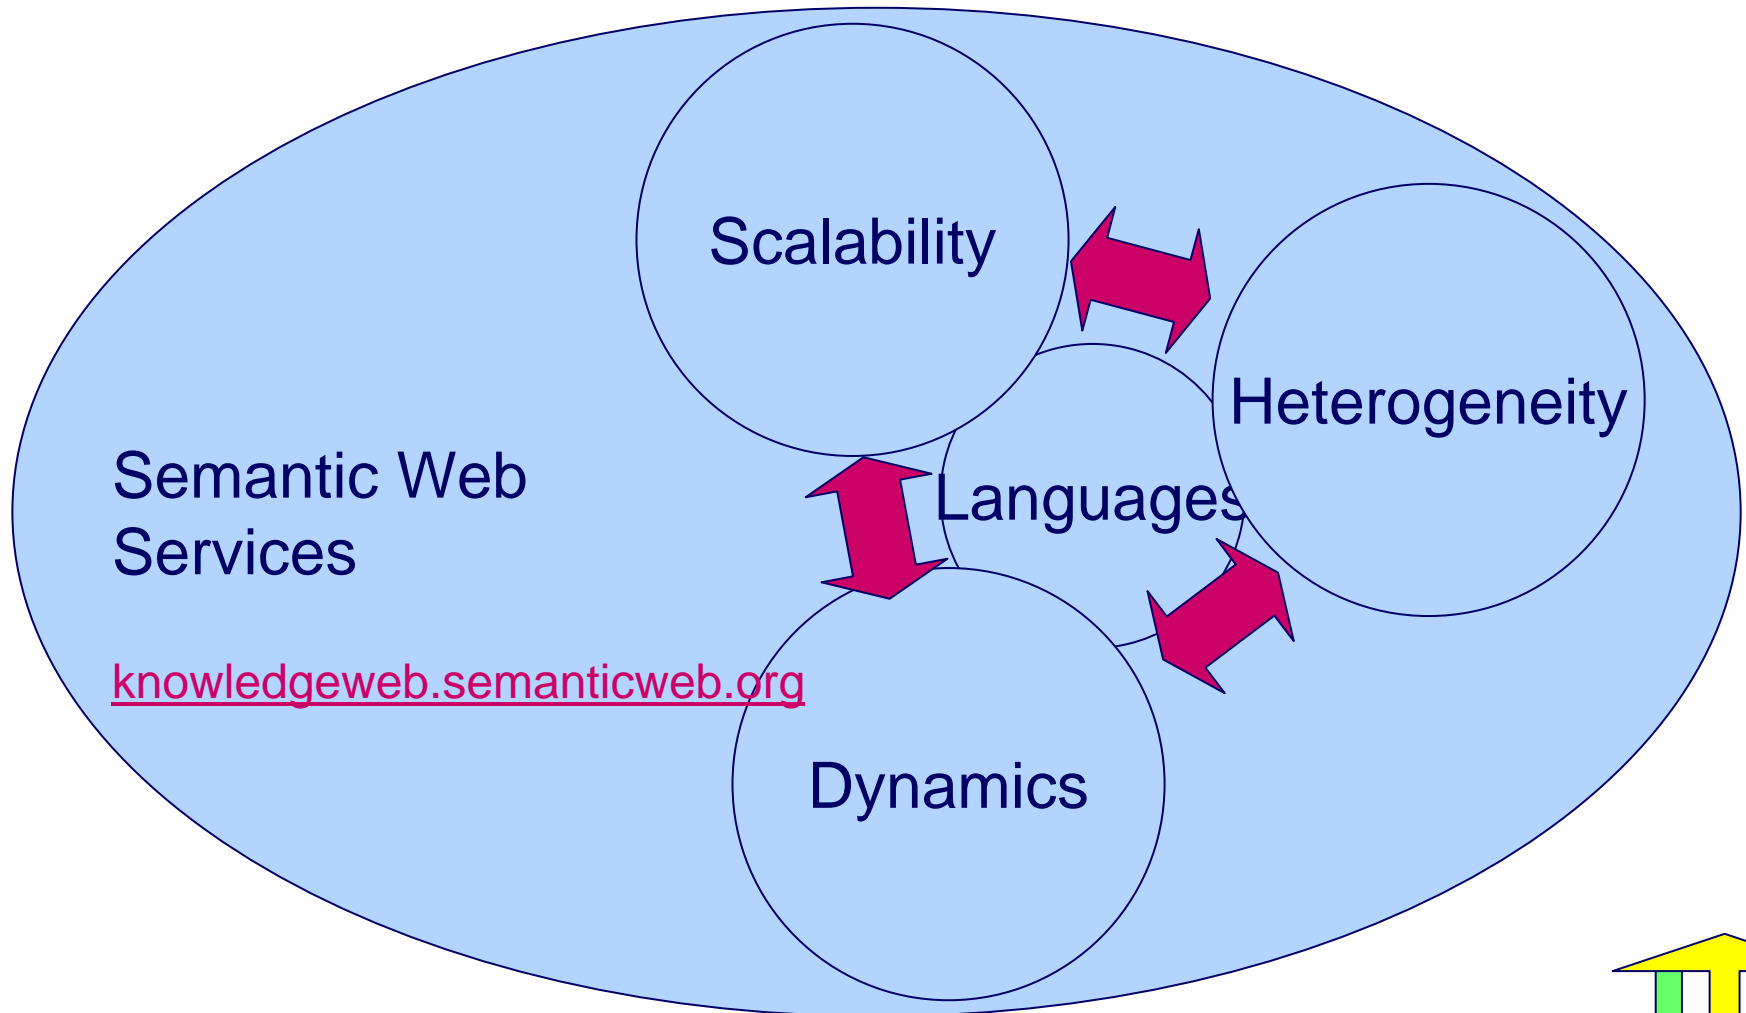 Scalability
Heterogeneity
Semantic Web
Services
Languages
knowledgeweb.semanticweb.org
Dynamics